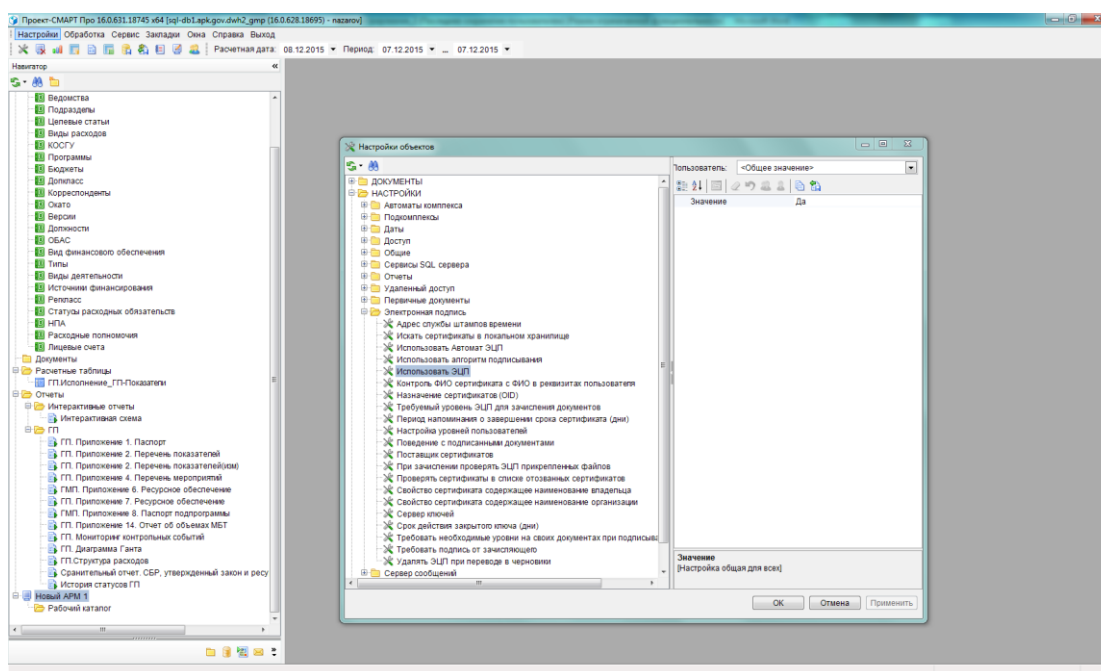 Проект-СМАРТ Про 16.0.631.18745 x64 [sql-db1.apk.gov.dwh2_gmp (16.0.628.18695) - nazarov]
Настройки Обработка Сервис Закладки Окна Справка Выход
Расчетная дата: 08.12.2015 Период: 07.12.2015 ... 07.12.2015
Навигатор
Ведомства
Подразделы
Целевые статьи
Виды расходов
КОСГУ
Программы
Бюджеты
Допкласс
Корреспонденты
Окато
Версии
Должности
ОБАС
Вид финансового обеспечения
Типы
Виды деятельности
Источники финансирования
Регкласс
Статусы расходных обязательств
НПА
Расходные полномочия
Лицевые счета
Документы
Расчетные таблицы
ГП.Исполнение_ГП-Показатели
Отчеты
Интерактивные отчеты
Интерактивная схема
ГП
ГП. Приложение 1. Паспорт
ГП. Приложение 2. Перечень показателей
ГП. Приложение 2. Перечень показателей(изм)
ГП. Приложение 4. Перечень мероприятий
ГМП. Приложение 6. Ресурсное обеспечение
ГП. Приложение 7. Ресурсное обеспечение
ГМП. Приложение 8. Паспорт подпрограммы
ГП. Приложение 14. Отчет об объемах МБТ
ГП. Мониторинг контрольных событий
ГП. Диаграмма Ганта
ГП.Структура расходов
Сранительный отчет. СБР, утвержденный закон и ресу
История статусов ГП
Новый АРМ 1
Рабочий каталог
Настройки объектов
ДОКУМЕНТЫ
НАСТРОЙКИ
Автоматы комплекса
Подкомплексы
Даты
Доступ
Общие
Сервисы SQL сервера
Отчеты
Удаленный доступ
Первичные документы
Электронная подпись
Адрес службы штампов времени
Искать сертификаты в локальном хранилище
Использовать Автомат ЭЦП
Использовать алгоритм подписывания
Использовать ЭЦП
Контроль ФИО сертификата с ФИО в реквизитах пользователя
Назначение сертификатов (OID)
Требуемый уровень ЭЦП для зачисления документов
Период напоминания о завершении срока сертификата (дни)
Настройка уровней пользователей
Поведение с подписанными документами
Поставщик сертификатов
При зачислении проверять ЭЦП прикрепленных файлов
Проверять сертификаты в списке отозванных сертификатов
Свойство сертификата содержащее наименование владельца
Свойство сертификата содержащее наименование организации
Сервер ключей
Срок действия закрытого ключа (дни)
Требовать необходимые уровни на своих документах при подписыва
Требовать подпись от зачисляющего
Удалять ЭЦП при переводе в черновики
Сервер сообщений
Пользователь: <Общее значение>
Значение Да
Значение
[Настройка общая для всех]
ОК Отмена Применить